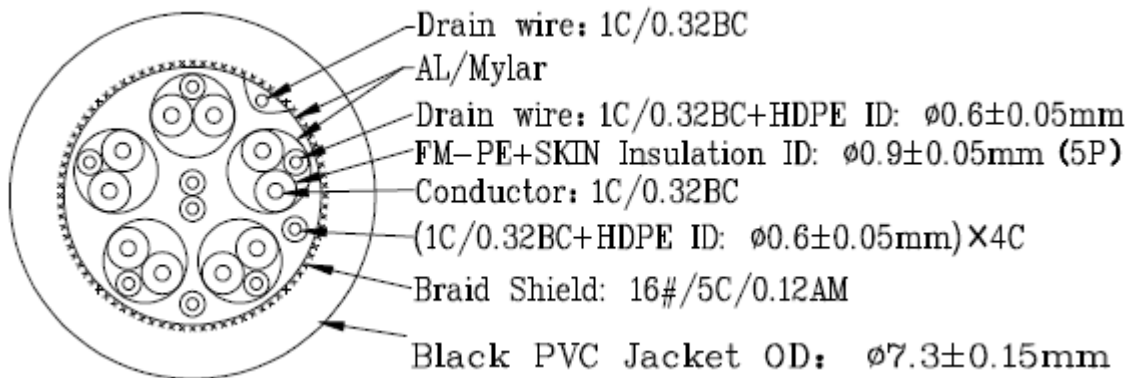 Drain wire: 1C/0.32BC
AL/Mylar
Drain wire: 1C/0.32BC+HDPE ID: ø0.6±0.05mm
FM-PE+SKIN Insulation ID: ø0.9±0.05mm (5P)
Conductor: 1C/0.32BC
(1C/0.32BC+HDPE ID: ø0.6±0.05mm)×4C
Braid Shield: 16#/5C/0.12AM
Black PVC Jacket OD: ø7.3±0.15mm